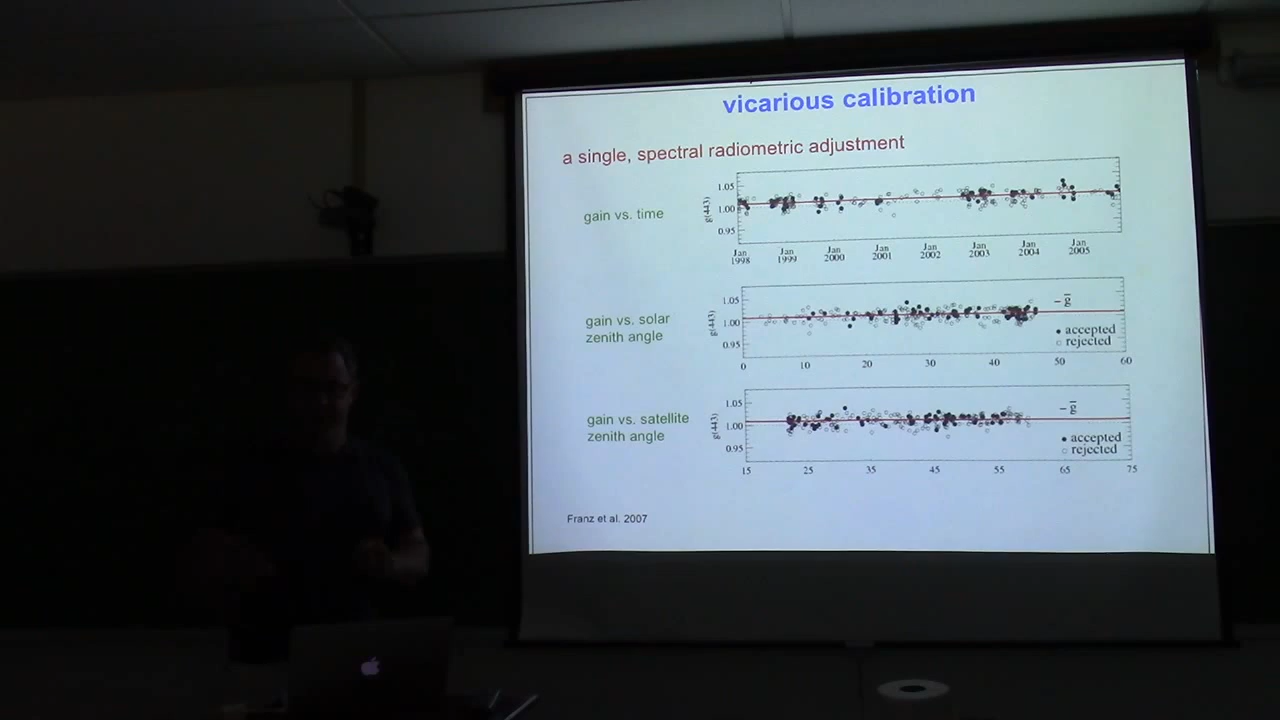 vicarious calibration
a single, spectral radiometric adjustment
gain vs. time
g(443)
1.05
1.00
0.95
Jan 1998
Jan 1999
Jan 2000
Jan 2001
Jan 2002
Jan 2003
Jan 2004
Jan 2005
gain vs. solar
zenith angle
g(443)
1.05
1.00
0.95
- g̅
accepted
rejected
0 10 20 30 40 50 60
gain vs. satellite
zenith angle
g(443)
1.05
1.00
0.95
- g̅
accepted
rejected
15 25 35 45 55 65 75
Franz et al. 2007